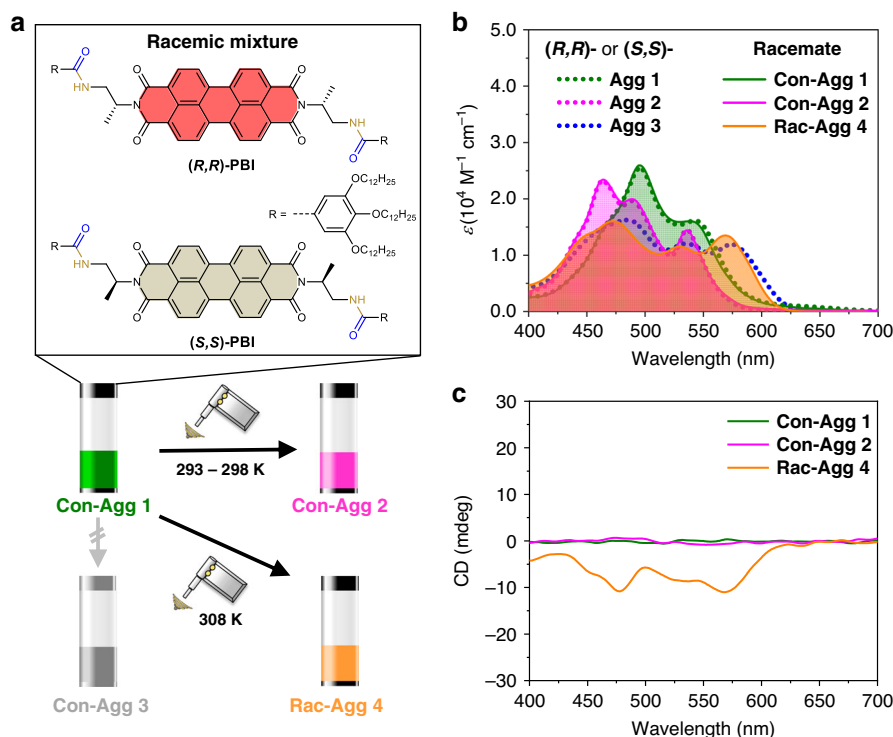 a
Racemic mixture
R
O
HN
O
N
O
O
N
O
NH
O
R
(R,R)-PBI
R =
OC12H25
OC12H25
OC12H25
R
O
HN
O
N
O
O
N
O
NH
O
R
(S,S)-PBI
Con-Agg 1
293 – 298 K
Con-Agg 2
308 K
Con-Agg 3
Rac-Agg 4
b
(R,R)- or (S,S)-
Agg 1
Agg 2
Agg 3
Racemate
Con-Agg 1
Con-Agg 2
Rac-Agg 4
ε(10⁴ M⁻¹ cm⁻¹)
5.0
4.0
3.0
2.0
1.0
0.0
400 450 500 550 600 650 700
Wavelength (nm)
c
Con-Agg 1
Con-Agg 2
Rac-Agg 4
CD (mdeg)
30
20
10
0
−10
−20
−30
400 450 500 550 600 650 700
Wavelength (nm)